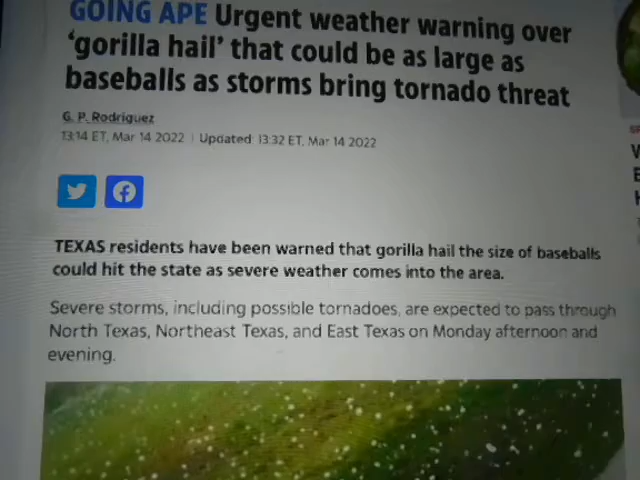 GOING APE Urgent weather warning over
'gorilla hail' that could be as large as
baseballs as storms bring tornado threat
G. P. Rodriguez
13:14 ET, Mar 14 2022 | Updated: 13:32 ET, Mar 14 2022
TEXAS residents have been warned that gorilla hail the size of baseballs
could hit the state as severe weather comes into the area.
Severe storms, including possible tornadoes, are expected to pass through
North Texas, Northeast Texas, and East Texas on Monday afternoon and
evening.